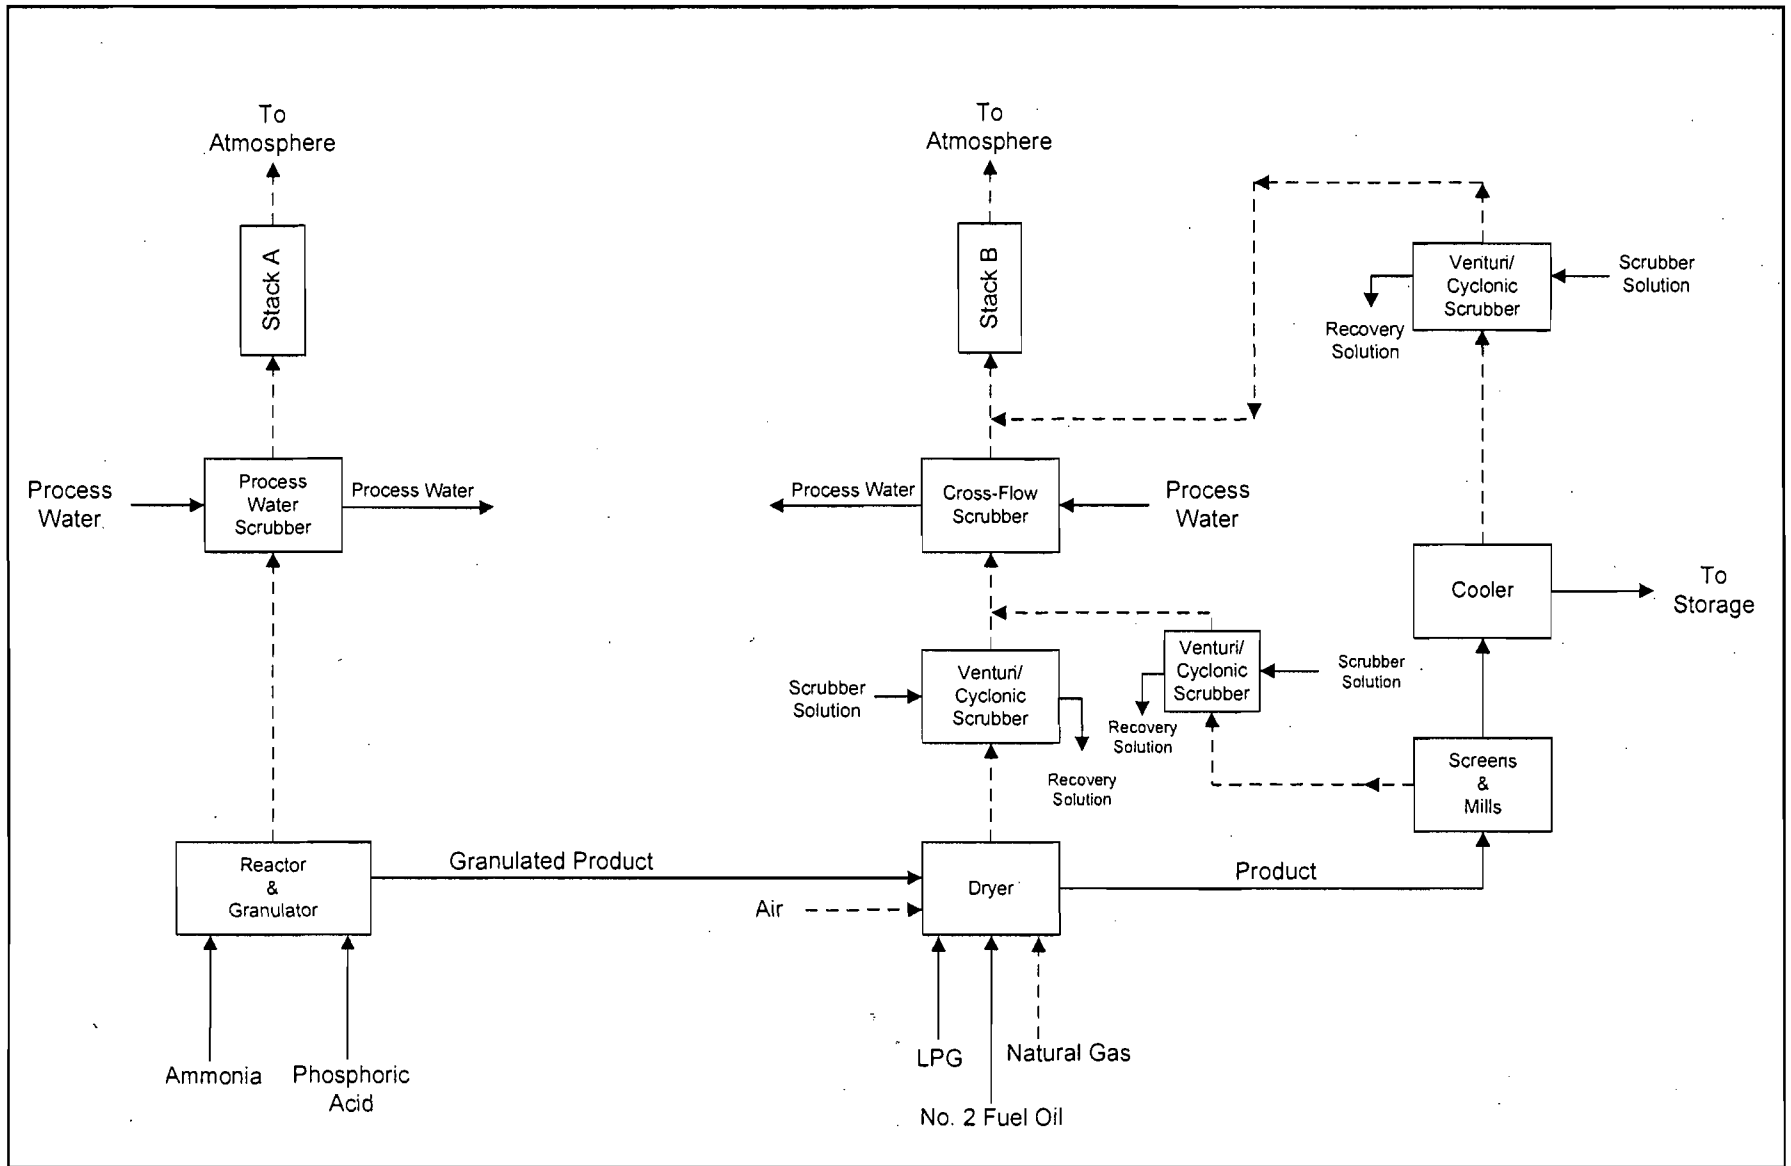 To
Atmosphere
To
Atmosphere
Stack A
Stack B
Venturi/
Cyclonic
Scrubber
Scrubber
Solution
Recovery
Solution
Process
Water
Process
Water
Scrubber
Process Water
Process Water
Cross-Flow
Scrubber
Process
Water
Cooler
To
Storage
Scrubber
Solution
Venturi/
Cyclonic
Scrubber
Recovery
Solution
Venturi/
Cyclonic
Scrubber
Scrubber
Solution
Recovery
Solution
Screens
&
Mills
Reactor
&
Granulator
Granulated Product
Air
Dryer
Product
Ammonia
Phosphoric
Acid
LPG
Natural Gas
No. 2 Fuel Oil